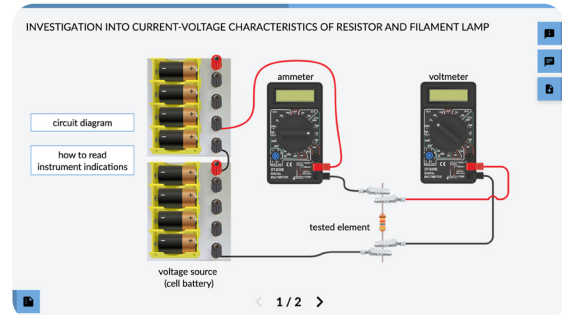 INVESTIGATION INTO CURRENT-VOLTAGE CHARACTERISTICS OF RESISTOR AND FILAMENT LAMP
ammeter
voltmeter
circuit diagram
how to read
instrument indications
tested element
voltage source
(cell battery)
1 / 2